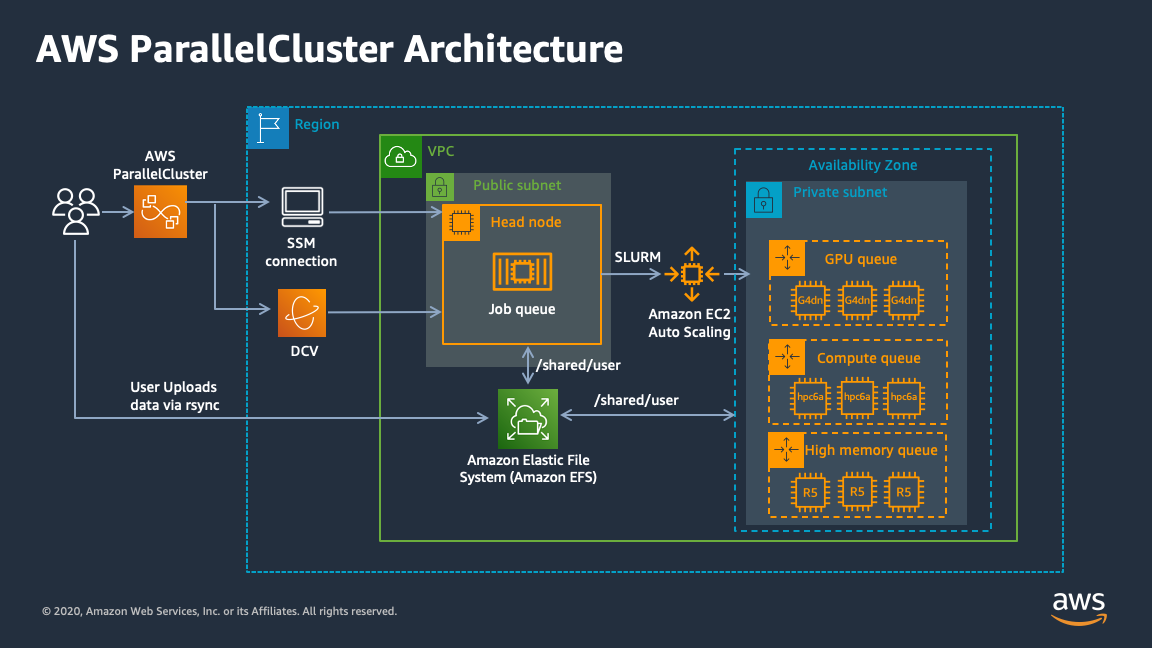 AWS ParallelCluster Architecture
Region
AWS
ParallelCluster
VPC
Availability Zone
Public subnet
Private subnet
Head node
SSM
connection
SLURM
GPU queue
G4dn
G4dn
G4dn
Job queue
Amazon EC2
Auto Scaling
DCV
Compute queue
hpc6a
hpc6a
hpc6a
/shared/user
User Uploads
data via rsync
/shared/user
High memory queue
R5
R5
R5
Amazon Elastic File
System (Amazon EFS)
© 2020, Amazon Web Services, Inc. or its Affiliates. All rights reserved.
aws